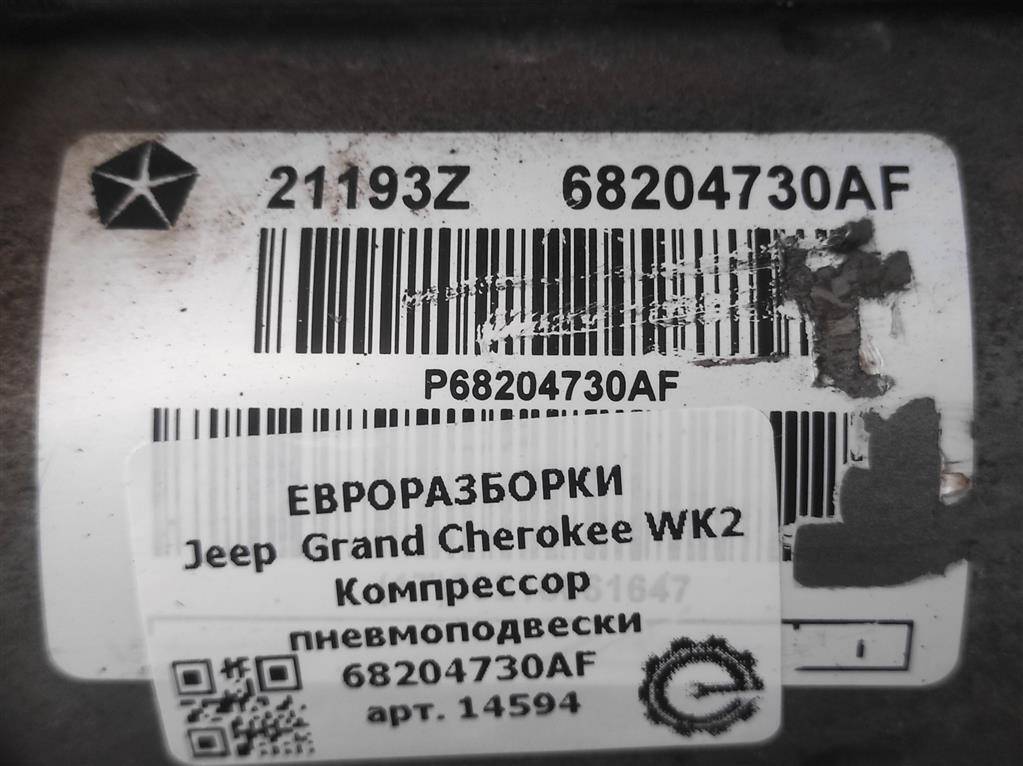 21193Z 68204730AF
P68204730AF
ЕВРОРАЗБОРКИ
Jeep Grand Cherokee WK2
Компрессор
пневмоподвески
68204730AF
арт. 14594